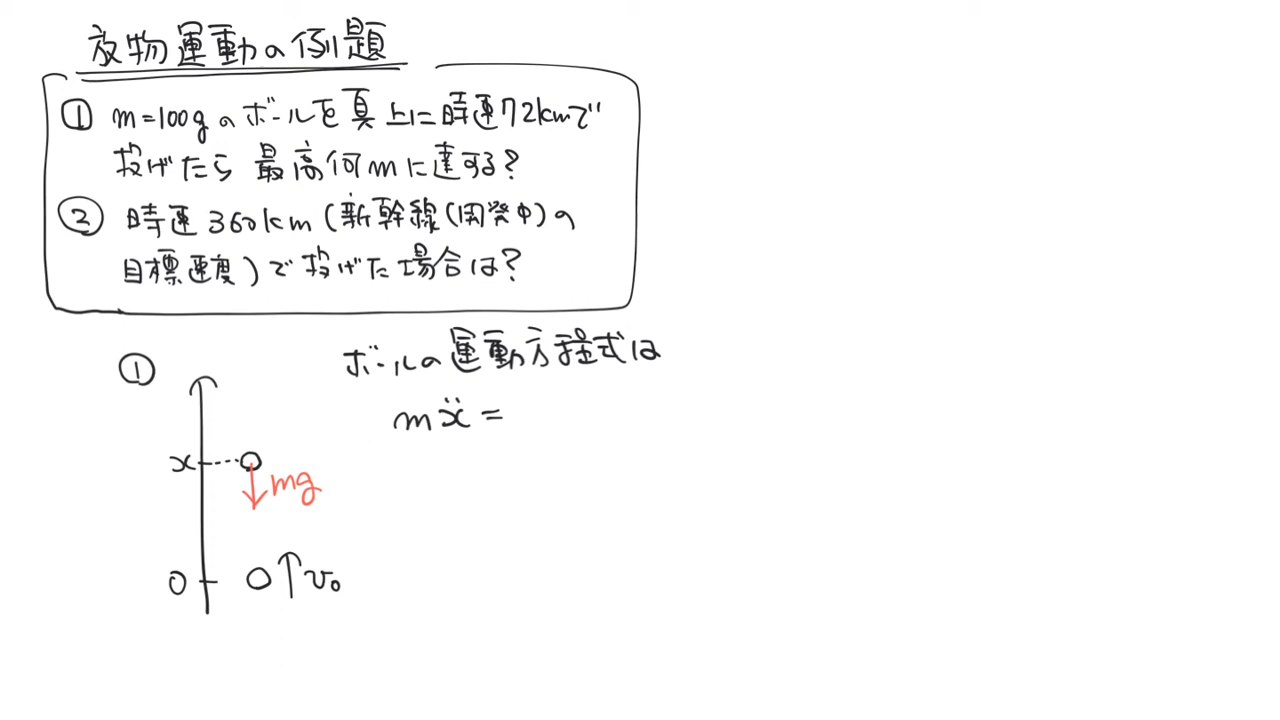 放物運動の例題
① m=100gのボールを真上に時速72kmで
投げたら最高何mに達する?
② 時速360km(新幹線(開発中)の
目標速度)で投げた場合は?
①
ボールの運動方程式は
mẍ =
x
mg
0
v₀